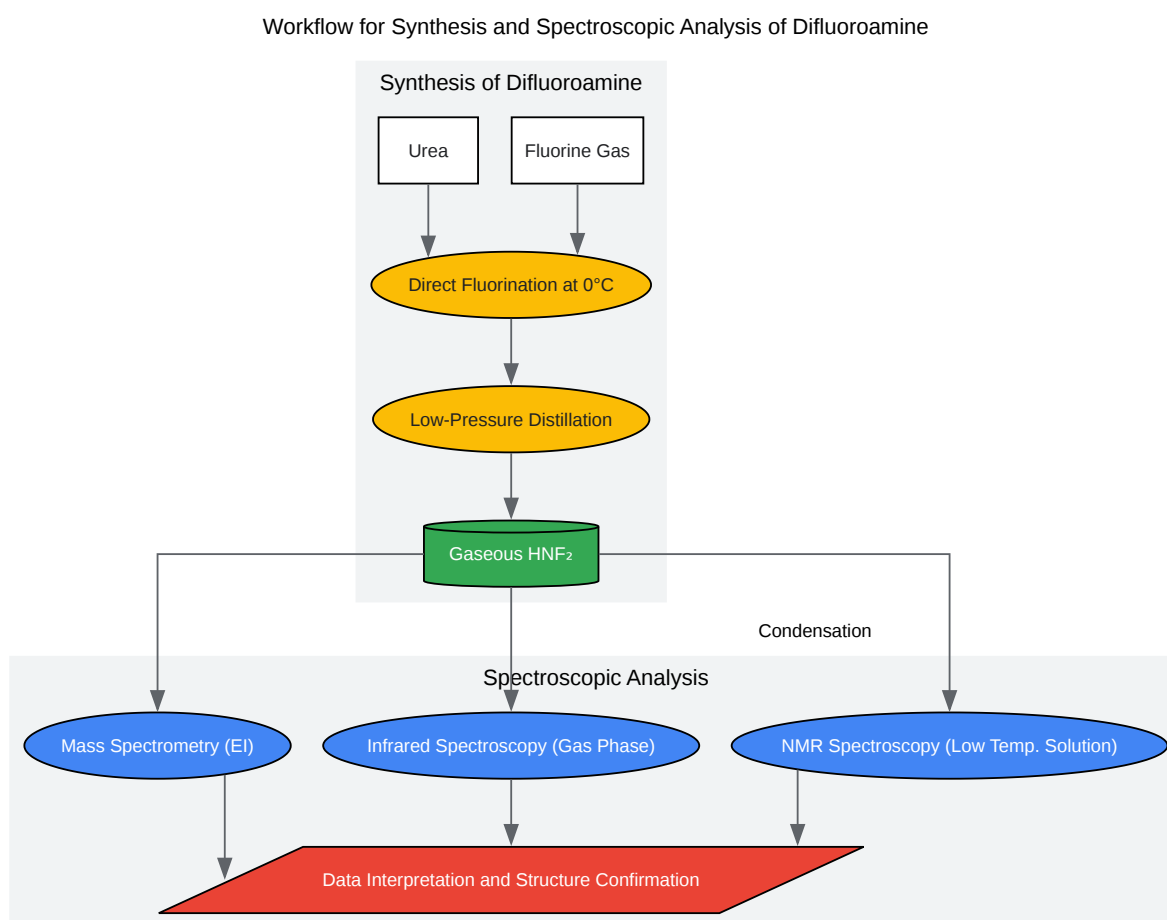 Workflow for Synthesis and Spectroscopic Analysis of Difluoroamine
Synthesis of Difluoroamine
Urea
Fluorine Gas
Direct Fluorination at 0°C
Low-Pressure Distillation
Gaseous HNF₂
Condensation
Spectroscopic Analysis
Mass Spectrometry (EI)
Infrared Spectroscopy (Gas Phase)
NMR Spectroscopy (Low Temp. Solution)
Data Interpretation and Structure Confirmation